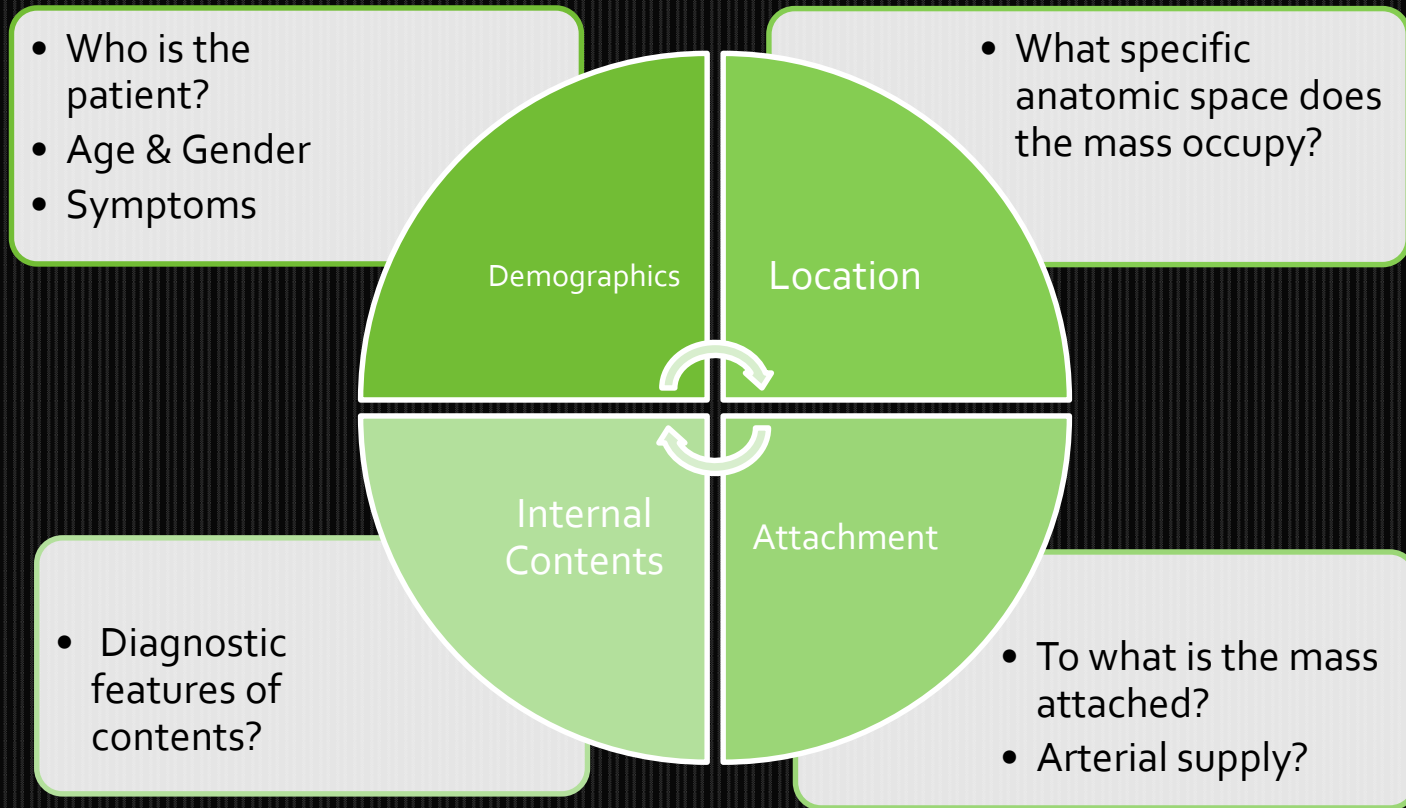 • Who is the
patient?
• Age & Gender
• Symptoms
• What specific
anatomic space does
the mass occupy?
Demographics
Location
Internal
Contents
Attachment
• Diagnostic
features of
contents?
• To what is the mass
attached?
• Arterial supply?